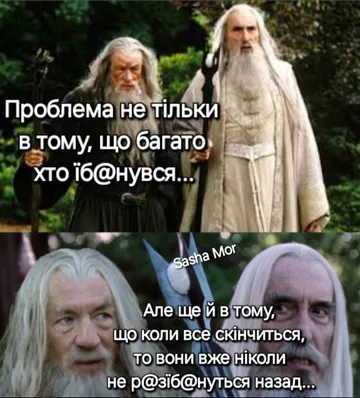 Проблема не тільки
в тому, що багато
хто їб@нувся...
Sasha Mor
Але ще й в тому,
що коли все скінчиться,
то вони вже ніколи
не р@зїб@нуться назад...